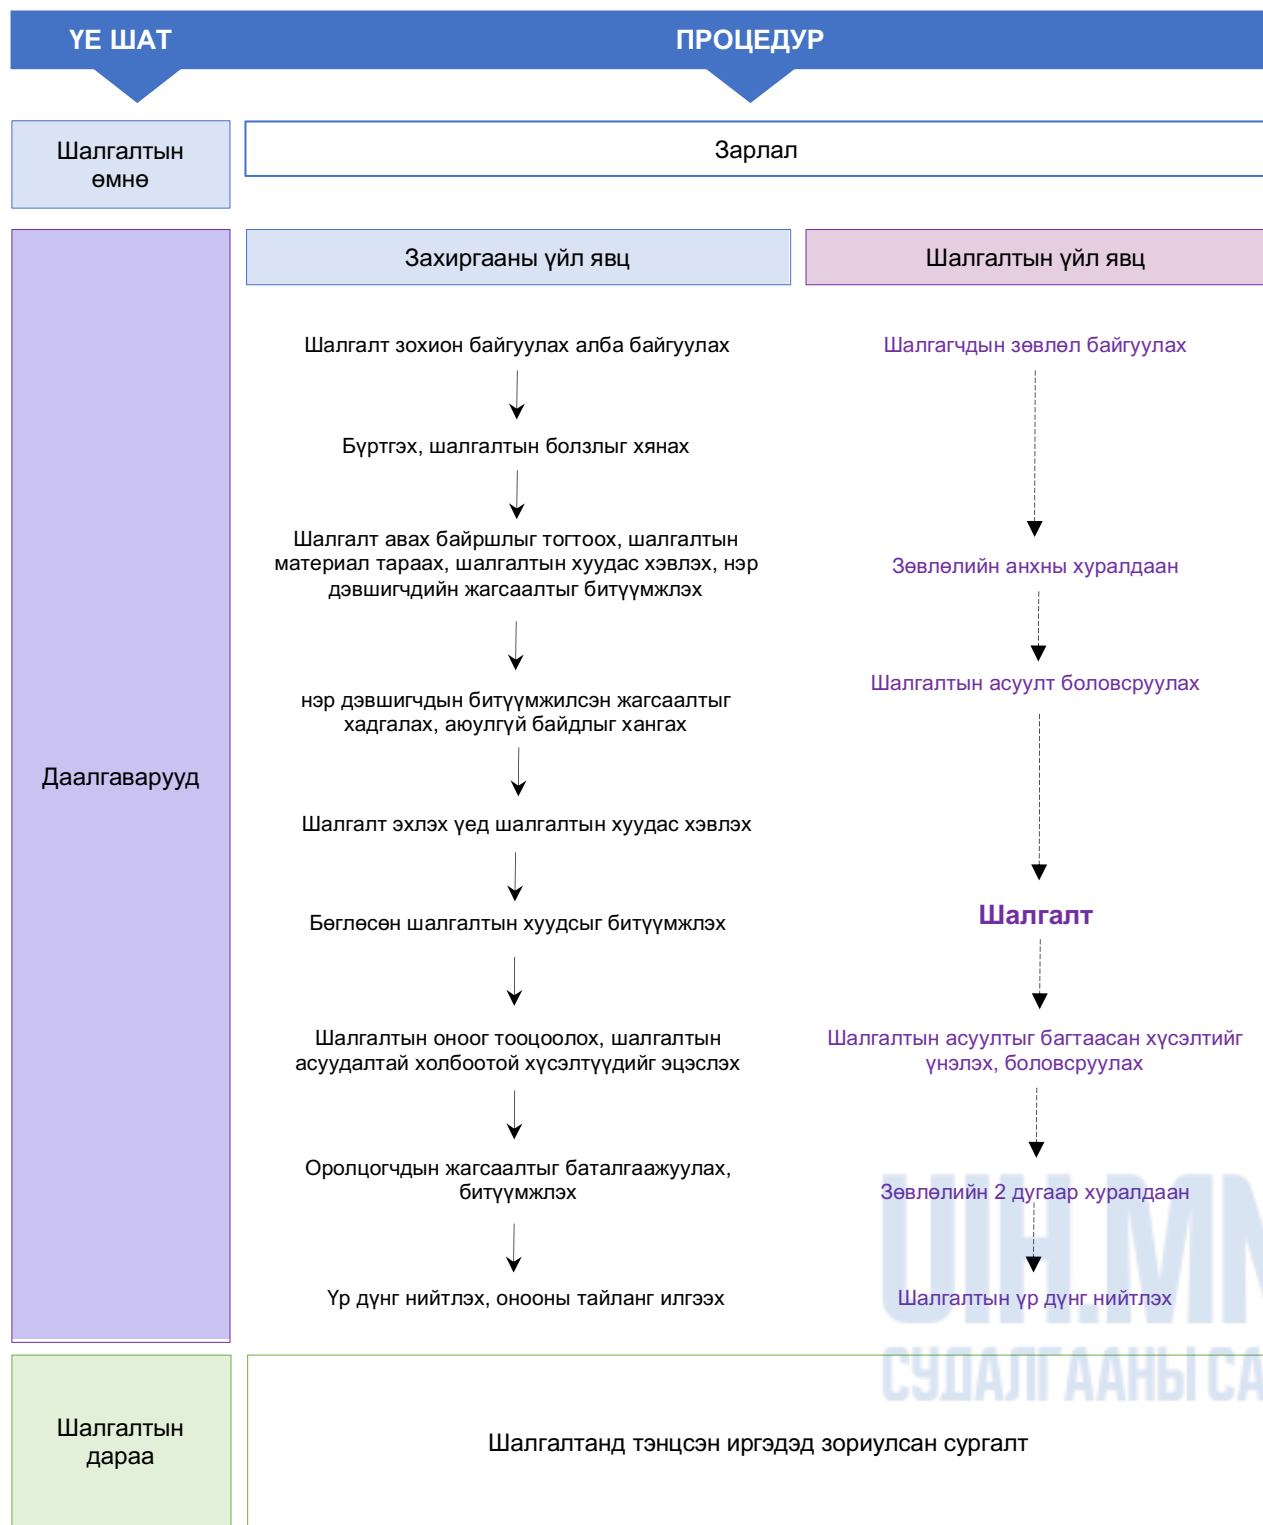 ҮЕ ШАТ
ПРОЦЕДУР
Шалгалтын
өмнө
Зарлал
Даалгаварууд
Захиргааны үйл явц
Шалгалт зохион байгуулах алба байгуулах
Бүртгэх, шалгалтын болзлыг хянах
Шалгалт авах байршлыг тогтоох, шалгалтын
материал тараах, шалгалтын хуудас хэвлэх, нэр
дэвшигчдийн жагсаалтыг битүүмжлэх
нэр дэвшигчдын битүүмжилсэн жагсаалтыг
хадгалах, аюулгүй байдлыг хангах
Шалгалт эхлэх үед шалгалтын хуудас хэвлэх
Бөглөсөн шалгалтын хуудсыг битүүмжлэх
Шалгалтын оноог тооцоолох, шалгалтын
асуудалтай холбоотой хүсэлтүүдийг эцэслэх
Оролцогчдын жагсаалтыг баталгаажуулах,
битүүмжлэх
Үр дүнг нийтлэх, онооны тайланг илгээх
Шалгалтын үйл явц
Шалгагчдын зөвлөл байгуулах
Зөвлөлийн анхны хуралдаан
Шалгалтын асуулт боловсруулах
Шалгалт
Шалгалтын асуултыг багтаасан хүсэлтийг
үнэлэх, боловсруулах
Зөвлөлийн 2 дугаар хуралдаан
Шалгалтын үр дүнг нийтлэх
UIH.MN
СУДАЛГААНЫ СА
Шалгалтын
дараа
Шалгалтанд тэнцсэн иргэдэд зориулсан сургалт